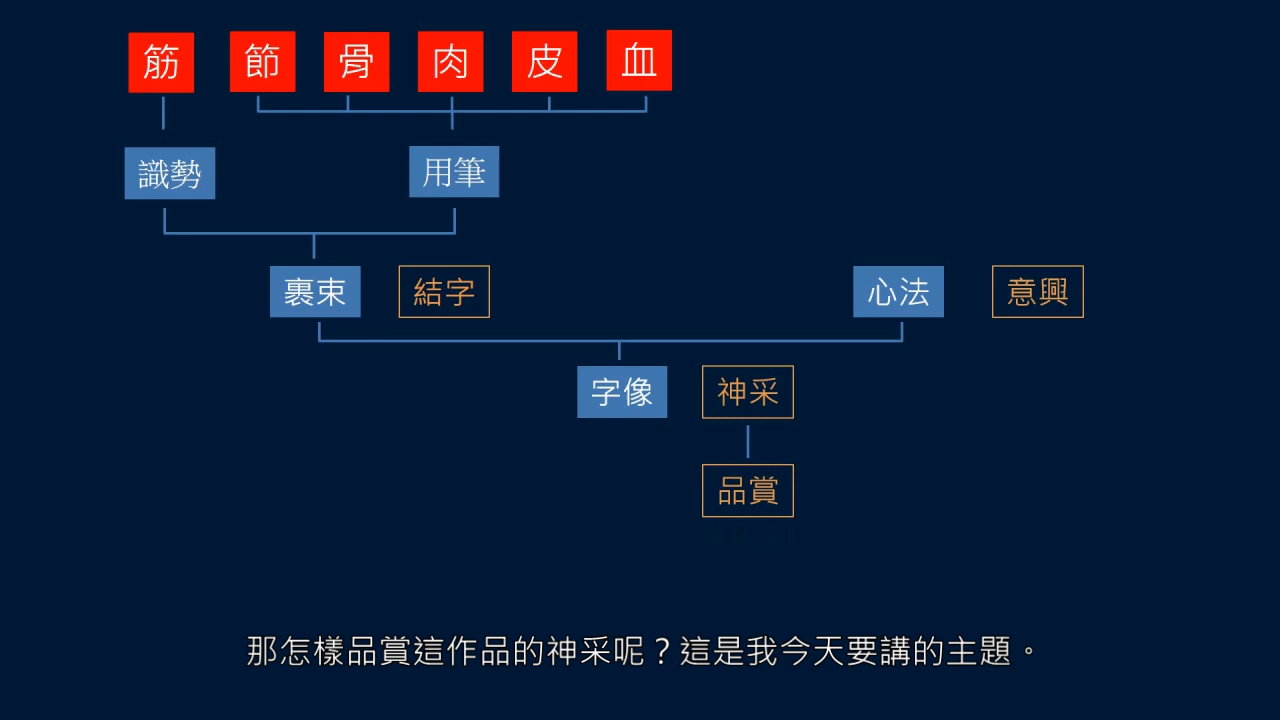 筋 節 骨 肉 皮 血
識勢 用筆
裹束 結字 心法 意興
字像 神采
品賞
那怎樣品賞這作品的神采呢？這是我今天要講的主題。